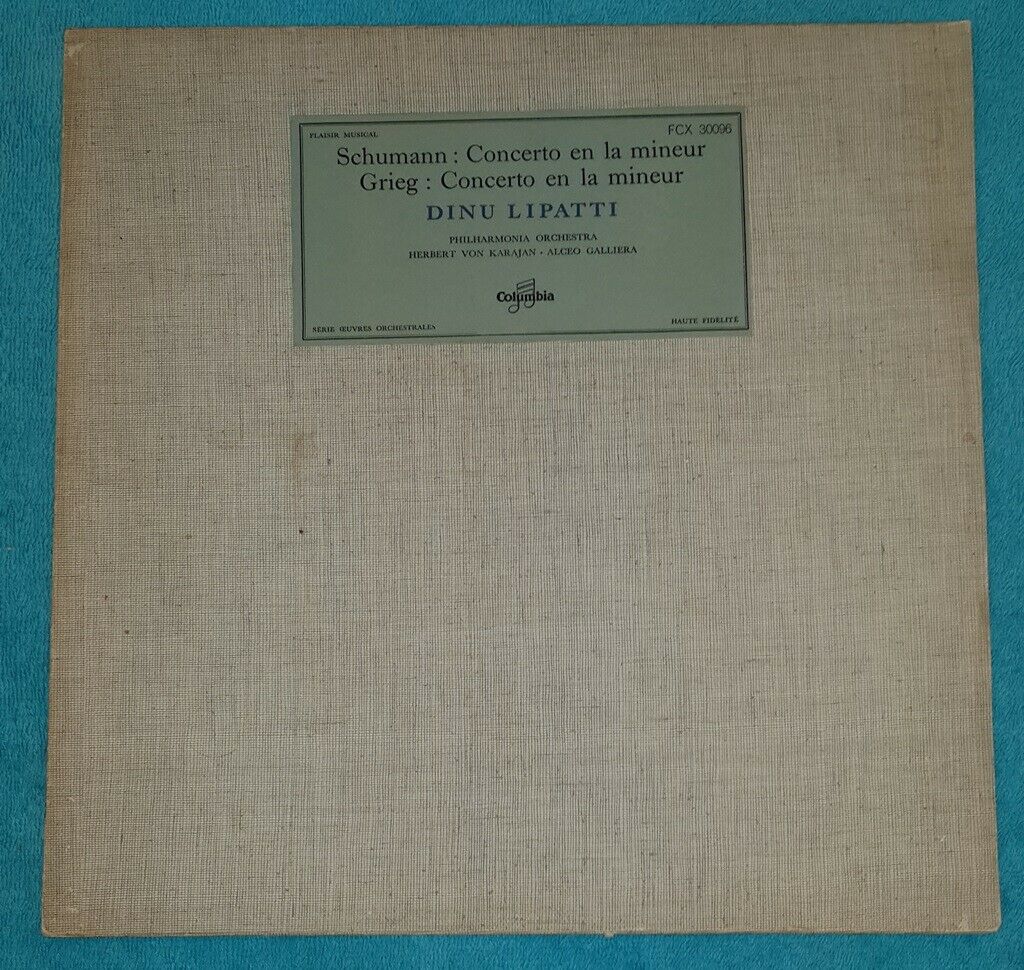 PLAISIR MUSICAL
FCX 30096
Schumann : Concerto en la mineur
Grieg : Concerto en la mineur
DINU LIPATTI
PHILHARMONIA ORCHESTRA
HERBERT VON KARAJAN • ALCEO GALLIERA
Columbia
SÉRIE ŒUVRES ORCHESTRALES
HAUTE FIDELITÉ